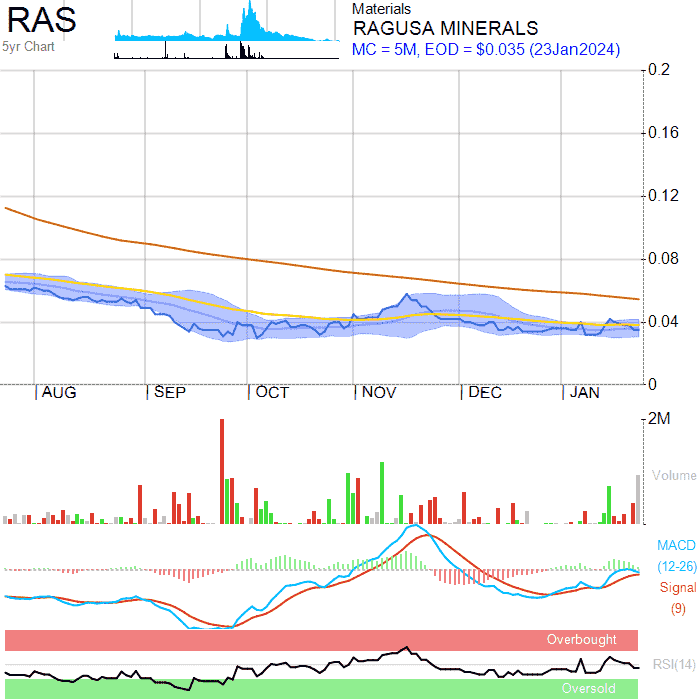 RAS
5yr Chart
Materials
RAGUSA MINERALS
MC = 5M, EOD = $0.035 (23Jan2024)
0.2
0.16
0.12
0.08
0.04
0
AUG SEP OCT NOV DEC JAN
2M
Volume
MACD
(12-26)
Signal
(9)
Overbought
RSI(14)
Oversold